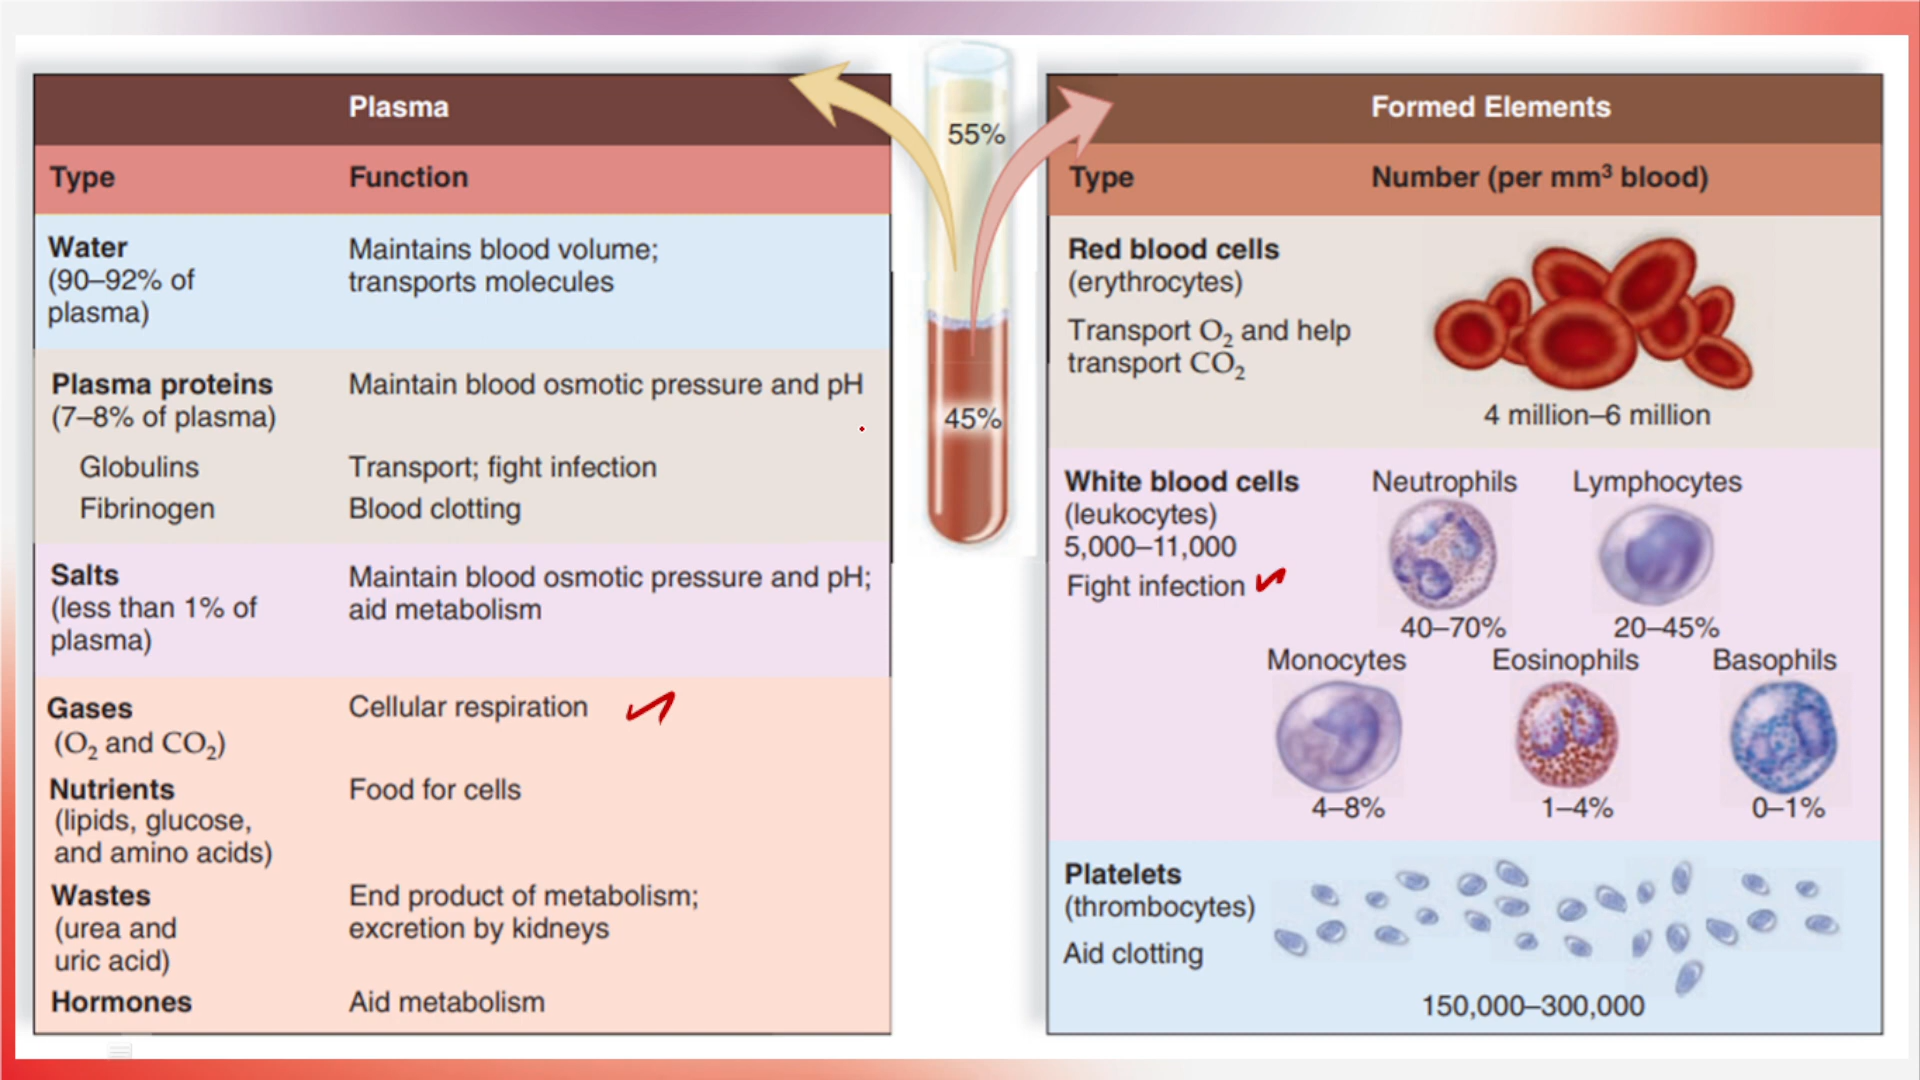 Plasma
Type Function
Water
(90–92% of
plasma)
Maintains blood volume;
transports molecules
Plasma proteins
(7–8% of plasma)
Maintain blood osmotic pressure and pH
Globulins Transport; fight infection
Fibrinogen Blood clotting
Salts
(less than 1% of
plasma)
Maintain blood osmotic pressure and pH;
aid metabolism
Gases
(O₂ and CO₂)
Cellular respiration
Nutrients
(lipids, glucose,
and amino acids)
Food for cells
Wastes
(urea and
uric acid)
End product of metabolism;
excretion by kidneys
Hormones Aid metabolism
55%
45%
Formed Elements
Type Number (per mm³ blood)
Red blood cells
(erythrocytes)
Transport O₂ and help
transport CO₂
4 million–6 million
White blood cells
(leukocytes)
5,000–11,000
Fight infection
Neutrophils Lymphocytes
40–70% 20–45%
Monocytes Eosinophils Basophils
4–8% 1–4% 0–1%
Platelets
(thrombocytes)
Aid clotting
150,000–300,000